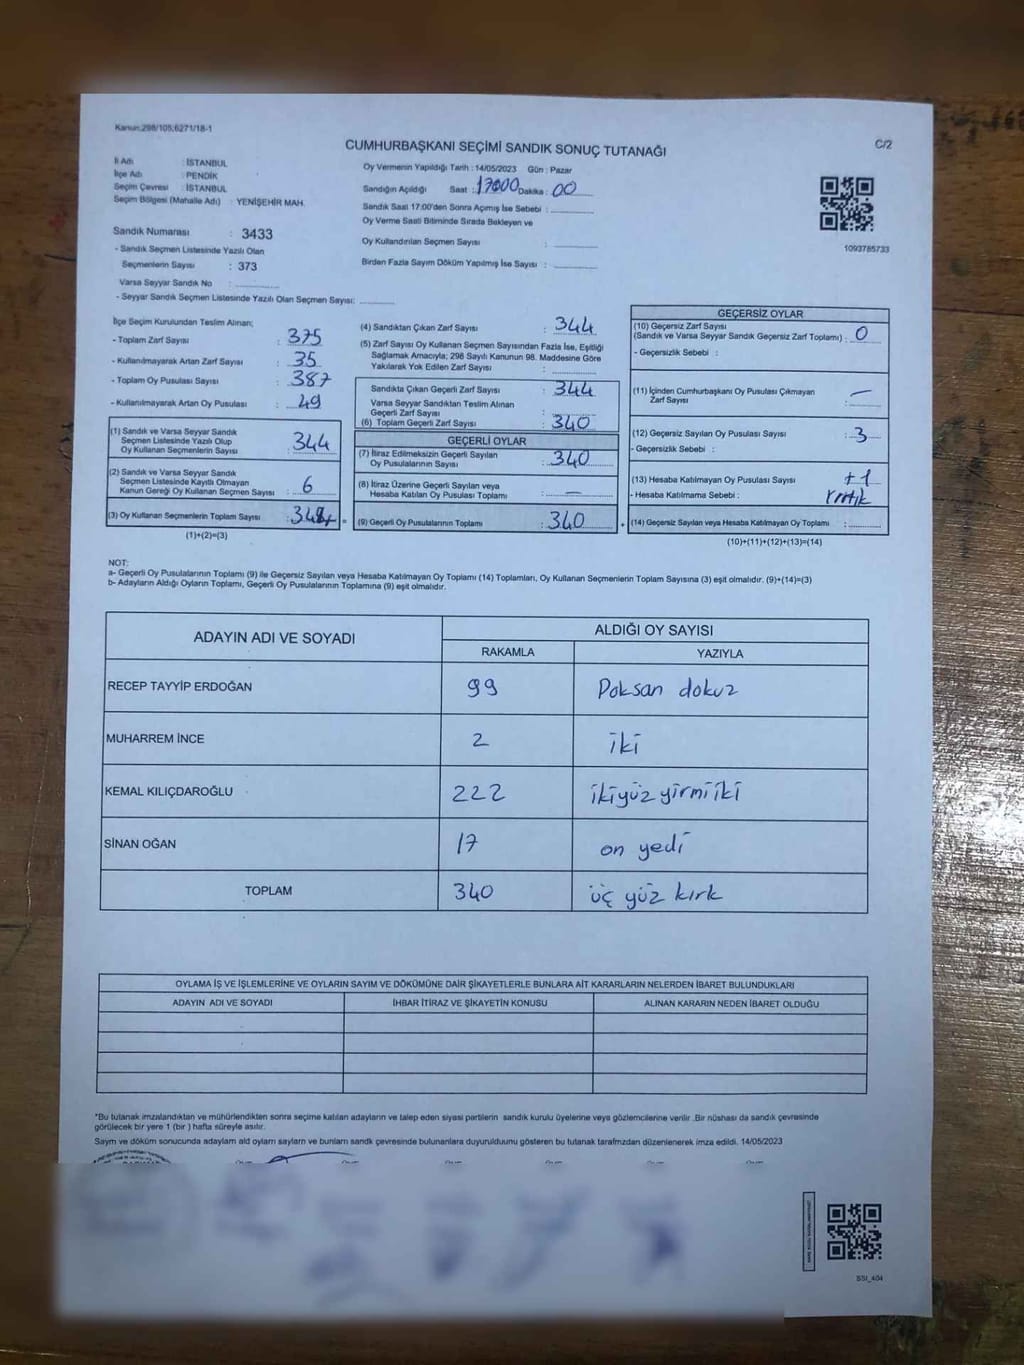 Kanun:298/105;6271/18-1
C/2
CUMHURBAŞKANI SEÇİMİ SANDIK SONUÇ TUTANAĞI
İl Adı : İSTANBUL
İlçe Adı : PENDİK
Seçim Çevresi : İSTANBUL
Seçim Bölgesi (Mahalle Adı) : YENİŞEHİR MAH.
Sandık Numarası : 3433
- Sandık Seçmen Listesinde Yazılı Olan
Seçmenlerin Sayısı : 373
Varsa Seyyar Sandık No :
- Seyyar Sandık Seçmen Listesinde Yazılı Olan Seçmen Sayısı:
Oy Vermenin Yapıldığı Tarih : 14/05/2023 Gün : Pazar
Sandığın Açıldığı Saat : Dakika : 00
Sandık Saat 17:00'den Sonra Açımış İse Sebebi :
Oy Verme Saati Bitiminde Sırada Bekleyen ve
Oy Kullandırılan Seçmen Sayısı :
Birden Fazla Sayım Döküm Yapılmış İse Sayısı :
1093785733
İlçe Seçim Kurulundan Teslim Alınan;
- Toplam Zarf Sayısı : 375
- Kullanılmayarak Artan Zarf Sayısı : 35
- Toplam Oy Pusulası Sayısı : 387
- Kullanılmayarak Artan Oy Pusulası : 49
(1) Sandık ve Varsa Seyyar Sandık
Seçmen Listesinde Yazılı Olup
Oy Kullanan Seçmenlerin Sayısı : 344
(2) Sandık ve Varsa Seyyar Sandık
Seçmen Listesinde Kayıtlı Olmayan
Kanun Gereği Oy Kullanan Seçmen Sayısı : 6
(3) Oy Kullanan Seçmenlerin Toplam Sayısı :
(1)+(2)=(3)
(4) Sandıktan Çıkan Zarf Sayısı : 344
(5) Zarf Sayısı Oy Kullanan Seçmen Sayısından Fazla İse, Eşitliği
Sağlamak Amacıyla; 298 Sayılı Kanunun 98. Maddesine Göre
Yakılarak Yok Edilen Zarf Sayısı :
Sandıkta Çıkan Geçerli Zarf Sayısı : 344
Varsa Seyyar Sandıktan Teslim Alınan
Geçerli Zarf Sayısı :
(6) Toplam Geçerli Zarf Sayısı : 340
GEÇERLİ OYLAR
(7) İtiraz Edilmeksizin Geçerli Sayılan
Oy Pusulalarının Sayısı : 340
(8) İtiraz Üzerine Geçerli Sayılan veya
Hesaba Katılan Oy Pusulası Toplamı : —
= (9) Geçerli Oy Pusulalarının Toplamı : 340 +
GEÇERSİZ OYLAR
(10) Geçersiz Zarf Sayısı
(Sandık ve Varsa Seyyar Sandık Geçersiz Zarf Toplamı) : 0
- Geçersizlik Sebebi :
(11) İçinden Cumhurbaşkanı Oy Pusulası Çıkmayan
Zarf Sayısı : —
(12) Geçersiz Sayılan Oy Pusulası Sayısı : 3
- Geçersizlik Sebebi :
(13) Hesaba Katılmayan Oy Pusulası Sayısı : +1
- Hesaba Katılmama Sebebi : Yırtık
(14) Geçersiz Sayılan veya Hesaba Katılmayan Oy Toplamı :
(10)+(11)+(12)+(13)=(14)
NOT:
a- Geçerli Oy Pusulalarının Toplamı (9) ile Geçersiz Sayılan veya Hesaba Katılmayan Oy Toplamı (14) Toplamları, Oy Kullanan Seçmenlerin Toplam Sayısına (3) eşit olmalıdır. (9)+(14)=(3)
b- Adayların Aldığı Oyların Toplamı, Geçerli Oy Pusulalarının Toplamına (9) eşit olmalıdır.
ADAYIN ADI VE SOYADI
ALDIĞI OY SAYISI
RAKAMLA YAZIYLA
RECEP TAYYİP ERDOĞAN 99 Doksan dokuz
MUHARREM İNCE 2 iki
KEMAL KILIÇDAROĞLU 222 ikiyüz yirmi iki
SİNAN OĞAN 17 on yedi
TOPLAM 340 üç yüz kırk
OYLAMA İŞ VE İŞLEMLERİNE VE OYLARIN SAYIM VE DÖKÜMÜNE DAİR ŞİKAYETLERLE BUNLARA AİT KARARLARIN NELERDEN İBARET BULUNDUKLARI
ADAYIN ADI VE SOYADI İHBAR İTİRAZ VE ŞİKAYETİN KONUSU ALINAN KARARIN NEDEN İBARET OLDUĞU
*Bu tutanak imzalandıktan ve mühürlendikten sonra seçime katılan adayların ve talep eden siyasi partilerin sandık kurulu üyelerine veya gözlemcilerine verilir .Bir nüshası da sandık çevresinde
görülecek bir yere 1 (bir ) hafta süreyle asılır.
Sayım ve döküm sonucunda adaylam ald oylam sayların ve bunlam sandk çevresinde bulunanlara duyurulduunu gösteren bu tutanak tarafmzdan düzenlenerek imza edildi. 14/05/2023
SSI_404